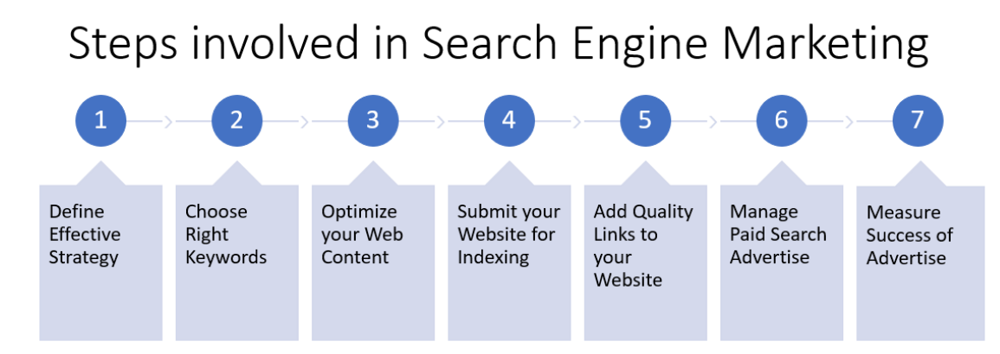 Steps involved in Search Engine Marketing
1
2
3
4
5
6
7
Define
Effective
Strategy
Choose
Right
Keywords
Optimize
your Web
Content
Submit your
Website for
Indexing
Add Quality
Links to
your
Website
Manage
Paid Search
Advertise
Measure
Success of
Advertise